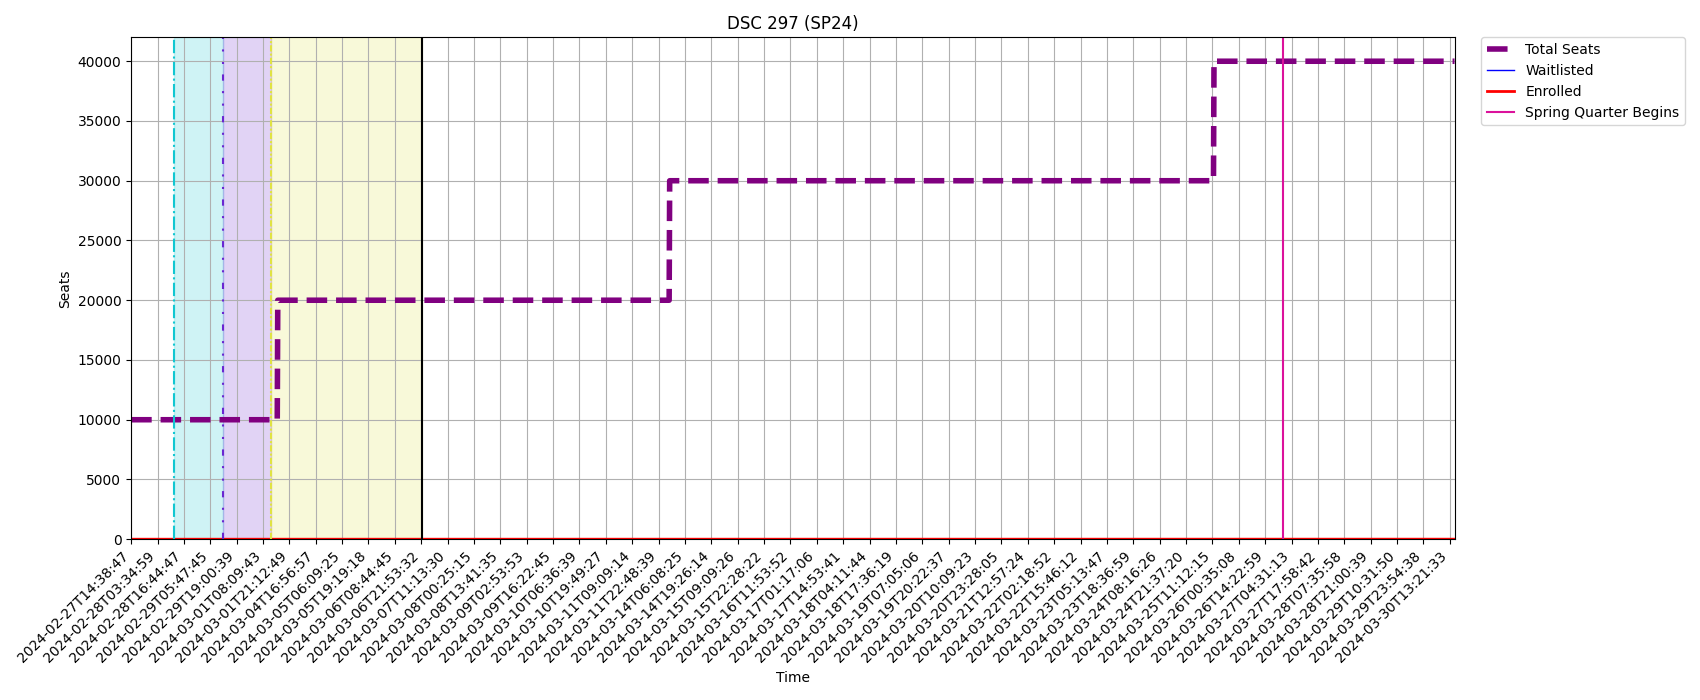 DSC 297 (SP24)
Total Seats
Waitlisted
Enrolled
Spring Quarter Begins
Seats
40000
35000
30000
25000
20000
15000
10000
5000
0
2024-02-27T14:38:47
2024-02-28T03:34:59
2024-02-28T16:44:47
2024-02-29T05:47:45
2024-02-29T19:00:39
2024-03-01T08:09:43
2024-03-01T21:12:49
2024-03-04T16:56:57
2024-03-05T06:09:25
2024-03-05T19:19:18
2024-03-06T08:44:45
2024-03-06T21:53:32
2024-03-07T11:13:30
2024-03-08T00:25:15
2024-03-08T13:41:35
2024-03-09T02:53:53
2024-03-09T16:22:45
2024-03-10T06:36:39
2024-03-10T19:49:27
2024-03-11T09:09:14
2024-03-11T22:48:39
2024-03-14T06:08:25
2024-03-14T19:26:14
2024-03-15T09:09:26
2024-03-15T22:28:22
2024-03-16T11:53:52
2024-03-17T01:17:06
2024-03-17T14:53:41
2024-03-18T04:11:44
2024-03-18T17:36:19
2024-03-19T07:05:06
2024-03-19T20:22:37
2024-03-20T10:09:23
2024-03-20T23:28:05
2024-03-21T12:57:24
2024-03-22T02:18:52
2024-03-22T15:46:12
2024-03-23T05:13:47
2024-03-23T18:36:59
2024-03-24T08:16:26
2024-03-24T21:37:20
2024-03-25T11:12:15
2024-03-26T00:35:08
2024-03-26T14:22:59
2024-03-27T04:31:13
2024-03-27T17:58:42
2024-03-28T07:35:58
2024-03-28T21:00:39
2024-03-29T10:31:50
2024-03-29T23:54:38
2024-03-30T13:21:33
Time